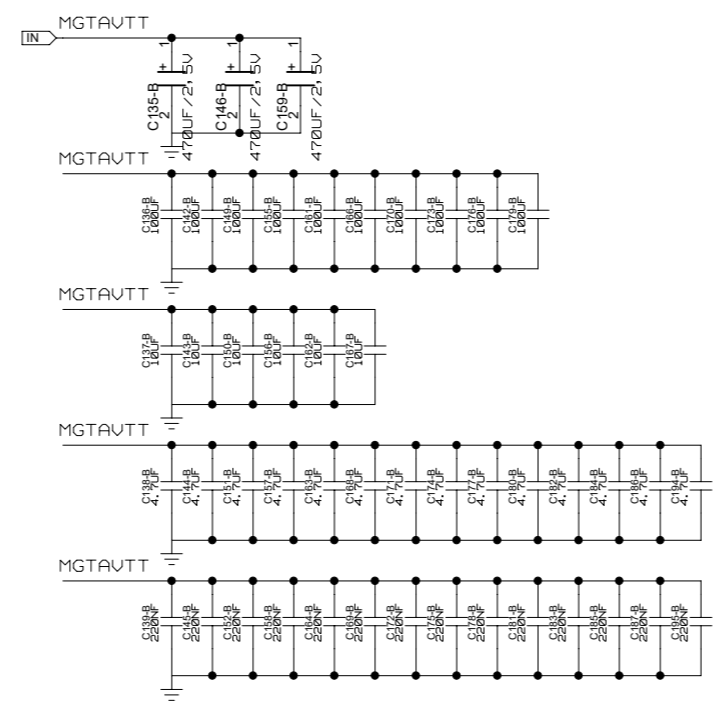 MGTAVTT
IN
1 1 1
+ + +
C135-B C146-B C159-B
2 2 2
470UF/2,5V 470UF/2,5V 470UF/2,5V
MGTAVTT
C136-B C142-B C149-B C155-B C161-B C166-B C170-B C173-B C176-B C179-B
100UF 100UF 100UF 100UF 100UF 100UF 100UF 100UF 100UF 100UF
MGTAVTT
C137-B C143-B C150-B C156-B C162-B C167-B
10UF 10UF 10UF 10UF 10UF 10UF
MGTAVTT
C138-B C144-B C151-B C157-B C163-B C168-B C171-B C174-B C177-B C180-B C182-B C184-B C186-B C194-B
4.7UF 4.7UF 4.7UF 4.7UF 4.7UF 4.7UF 4.7UF 4.7UF 4.7UF 4.7UF 4.7UF 4.7UF 4.7UF 4.7UF
MGTAVTT
C139-B C145-B C152-B C158-B C164-B C169-B C172-B C175-B C178-B C181-B C183-B C185-B C187-B C195-B
220NF 220NF 220NF 220NF 220NF 220NF 220NF 220NF 220NF 220NF 220NF 220NF 220NF 220NF